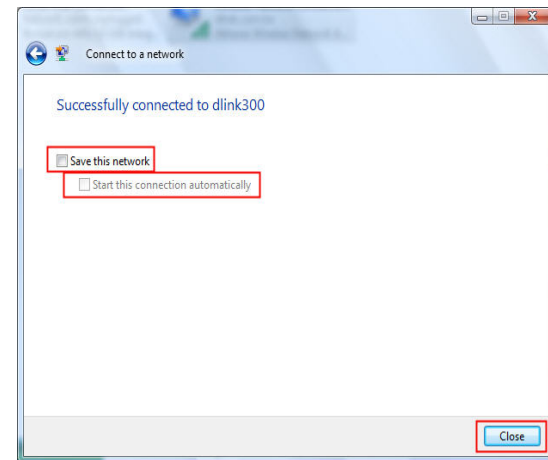 Connect to a network
Successfully connected to dlink300
Save this network
Start this connection automatically
Close